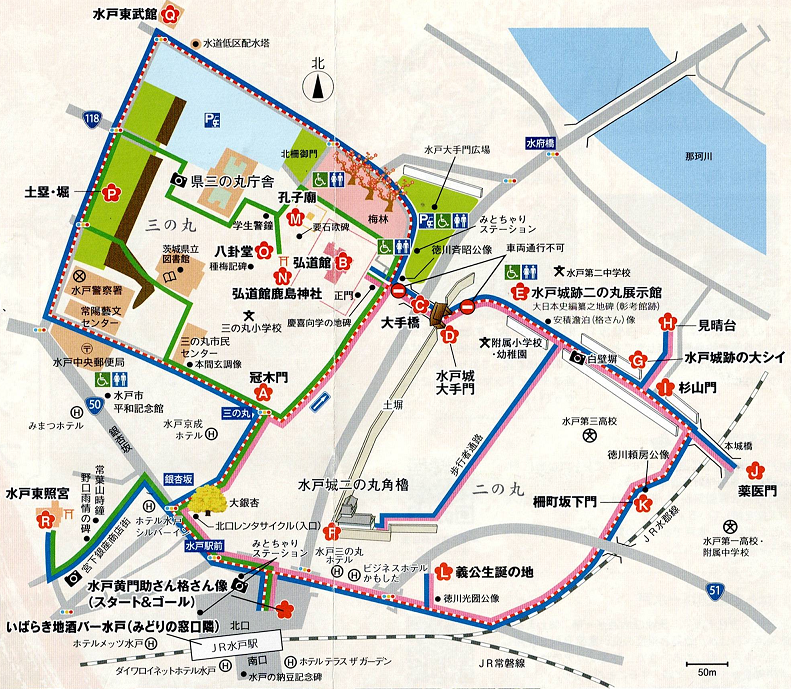 水戸東武館
Q
水道低区配水塔
北
118
P
北柵御門
水戸大手門広場
水府橋
那珂川
県三の丸庁舎
孔子廟
M
梅林
P
土塁・堀
P
三の丸
学生警鐘
要石歌碑
みとちゃり
ステーション
茨城県立
図書館
八卦堂
O
種梅記碑
弘道館
B
徳川斉昭公像
車両通行不可
N
弘道館鹿島神社
正門
水戸第二中学校
水戸警察署
常陽藝文
センター
三の丸小学校
慶喜向学の地碑
C
大手橋
E
水戸城跡二の丸展示館
大日本史編纂之地碑(彰考館跡)
安積澹泊(格さん)像
H
見晴台
三の丸市民
センター
本間玄調像
D
水戸城
大手門
附属小学校
・幼稚園
白壁塀
G
水戸城跡の大シイ
水戸中央郵便局
冠木門
A
I
杉山門
水戸市
平和記念館
50
みまつホテル
H
銀杏坂
水戸京成
ホテル
H
三の丸
土塀
歩行者通路
水戸第三高校
本城橋
J
薬医門
徳川頼房公像
水戸城二の丸角櫓
二の丸
柵町坂下門
K
水戸東照宮
R
常葉山時鐘
野口雨情の碑
宮下銀座商店街
銀杏坂
大銀杏
H
ホテル水戸
シルバーイン
北口レンタサイクル(入口)
水戸駅前
みとちゃり
ステーション
F
水戸三の丸
ホテル
H
H
ビジネスホテル
かもした
L
義公生誕の地
徳川光圀公像
JR水郡線
水戸第一高校・
附属中学校
51
水戸黄門助さん格さん像
(スタート&ゴール)
いばらき地酒バー水戸(みどりの窓口隣)
北口
ホテルメッツ水戸
H
JR水戸駅
南口
ダイワロイネットホテル水戸
H
H
ホテル テラス ザ ガーデン
水戸の納豆記念碑
JR常磐線
50m